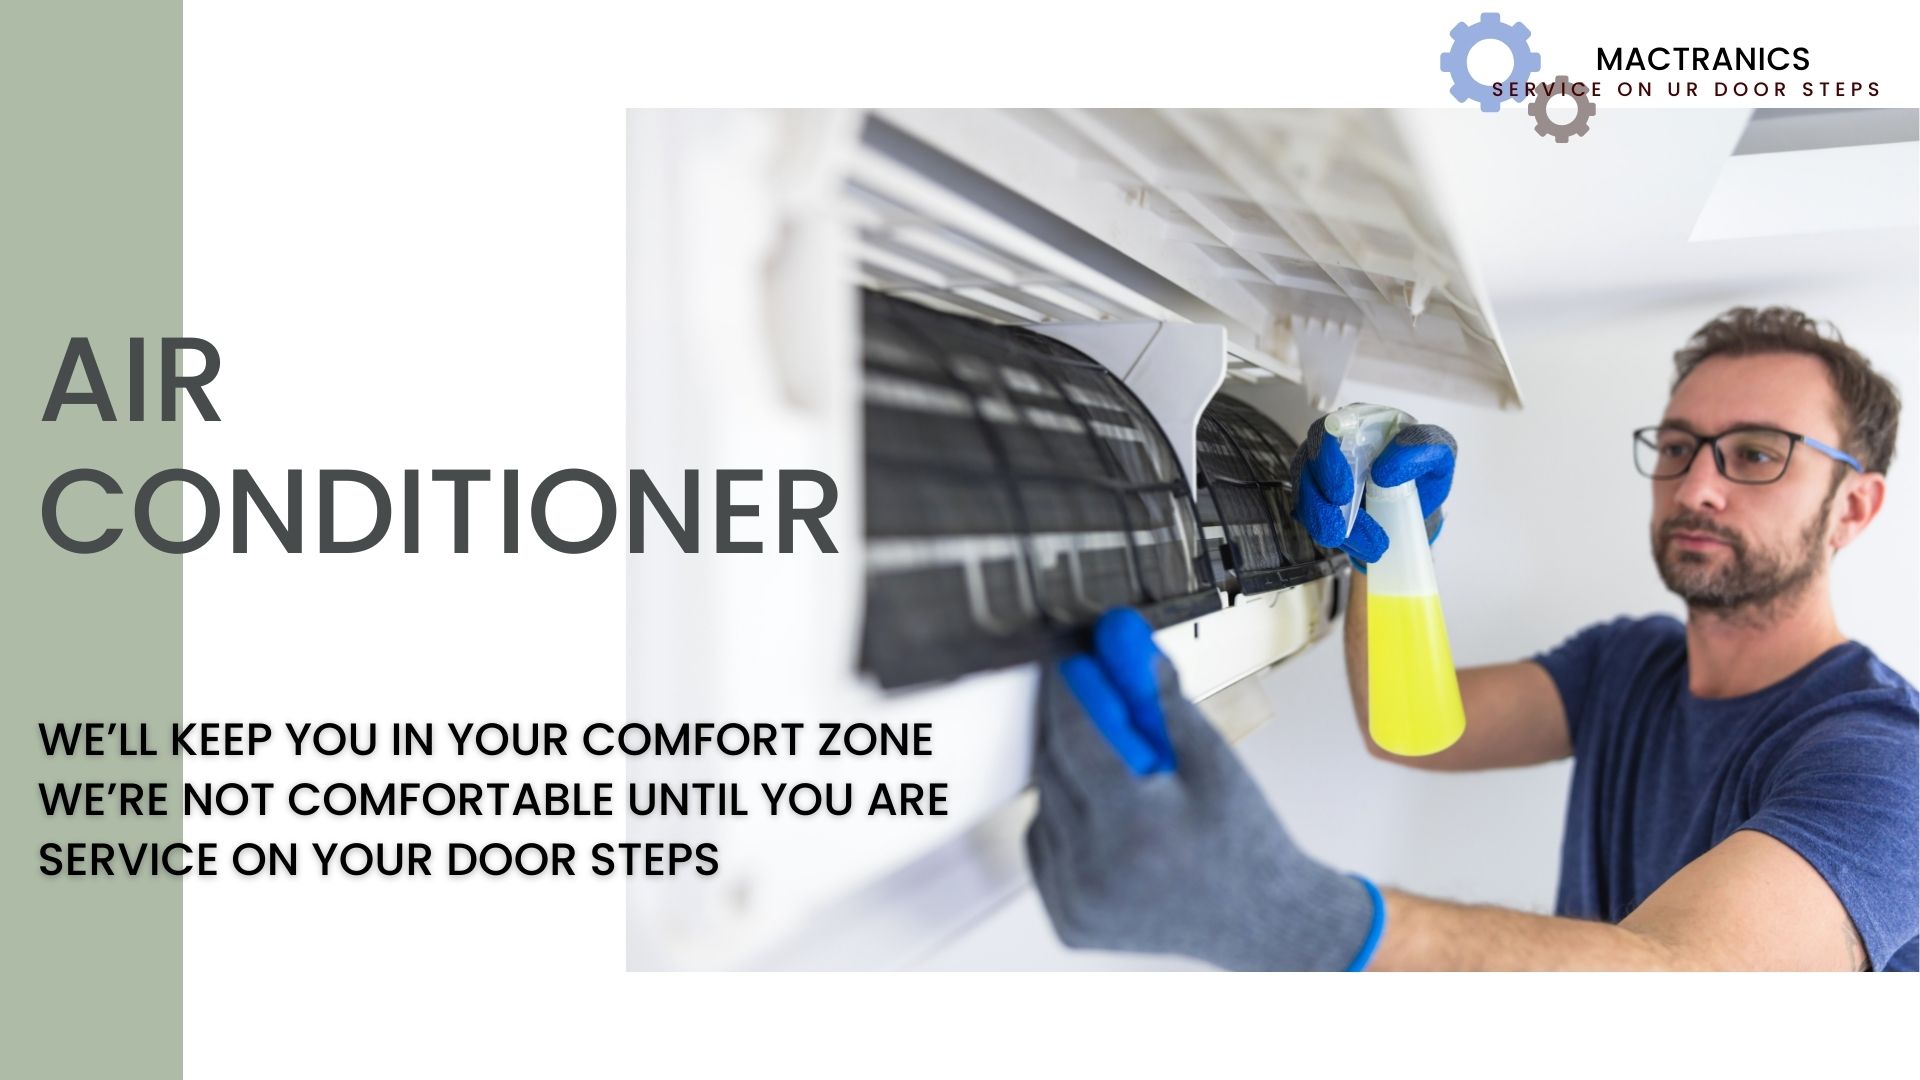 MACTRANICS
SERVICE ON UR DOOR STEPS
AIR
CONDITIONER
WE’LL KEEP YOU IN YOUR COMFORT ZONE
WE’RE NOT COMFORTABLE UNTIL YOU ARE
SERVICE ON YOUR DOOR STEPS